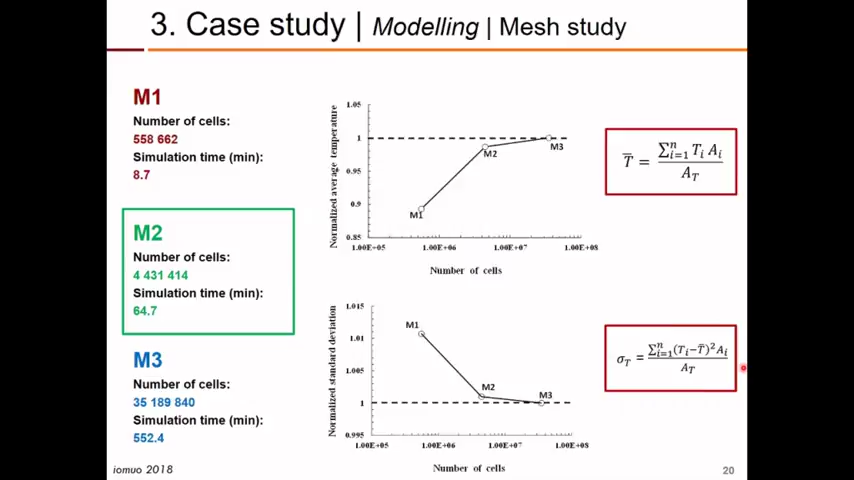 3. Case study | Modelling | Mesh study
M1
Number of cells:
558 662
Simulation time (min):
8.7
M2
Number of cells:
4 431 414
Simulation time (min):
64.7
M3
Number of cells:
35 189 840
Simulation time (min):
552.4
Normalized average temperature
1.05
1
0.95
0.9
0.85
M1
M2
M3
1.00E+05 1.00E+06 1.00E+07 1.00E+08
Number of cells
T̅ = ∑ⁿᵢ₌₁ Tᵢ Aᵢ / A_T
Normalized standard deviation
1.015
1.01
1.005
1
0.995
M1
M2
M3
1.00E+05 1.00E+06 1.00E+07 1.00E+08
Number of cells
σ_T = ∑ⁿᵢ₌₁(Tᵢ−T̅)²Aᵢ / A_T
iomuo 2018
20